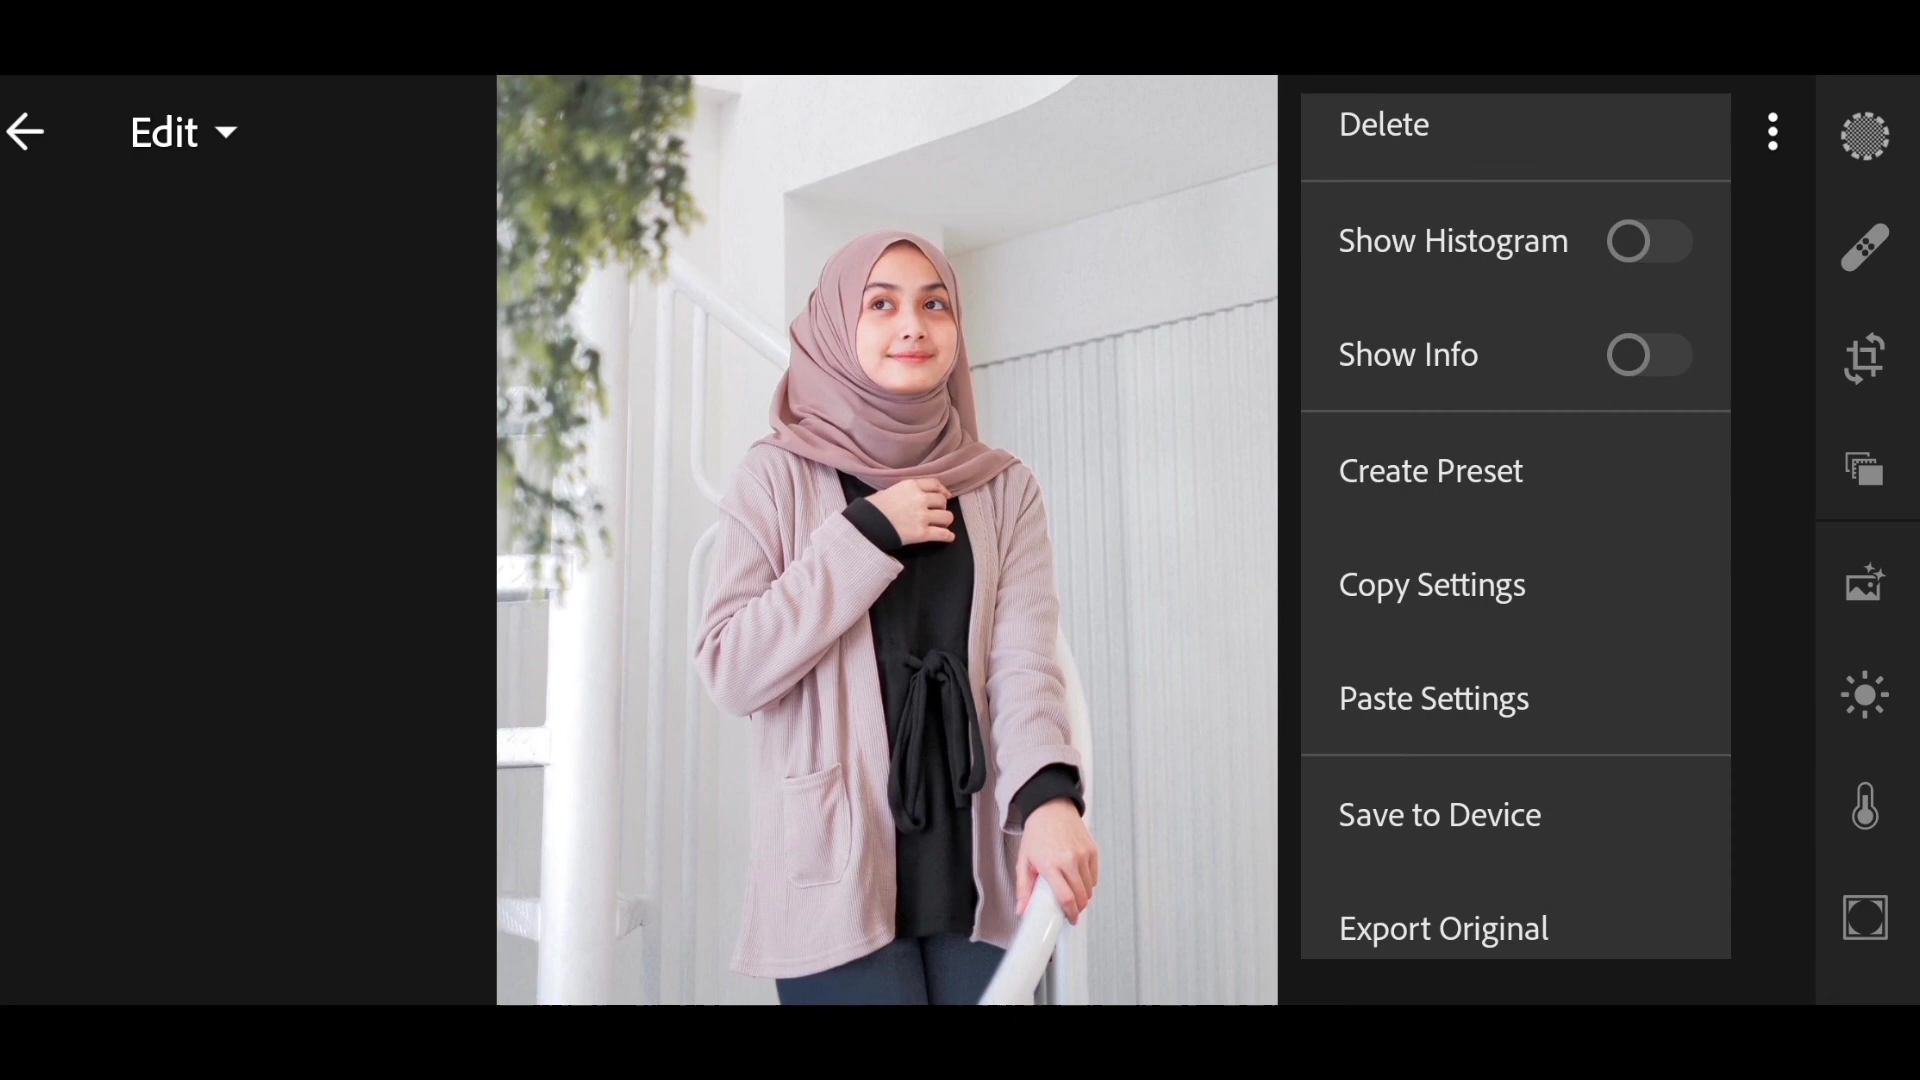 Edit
Delete
Show Histogram
Show Info
Create Preset
Copy Settings
Paste Settings
Save to Device
Export Original